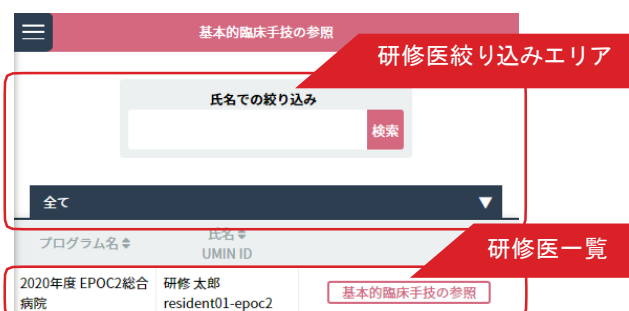 基本的臨床手技の参照
研修医絞り込みエリア
氏名での絞り込み
検索
全て ▼
プログラム名 氏名
UMIN ID
研修医一覧
2020年度 EPOC2総合 研修 太郎 基本的臨床手技の参照
病院 resident01-epoc2